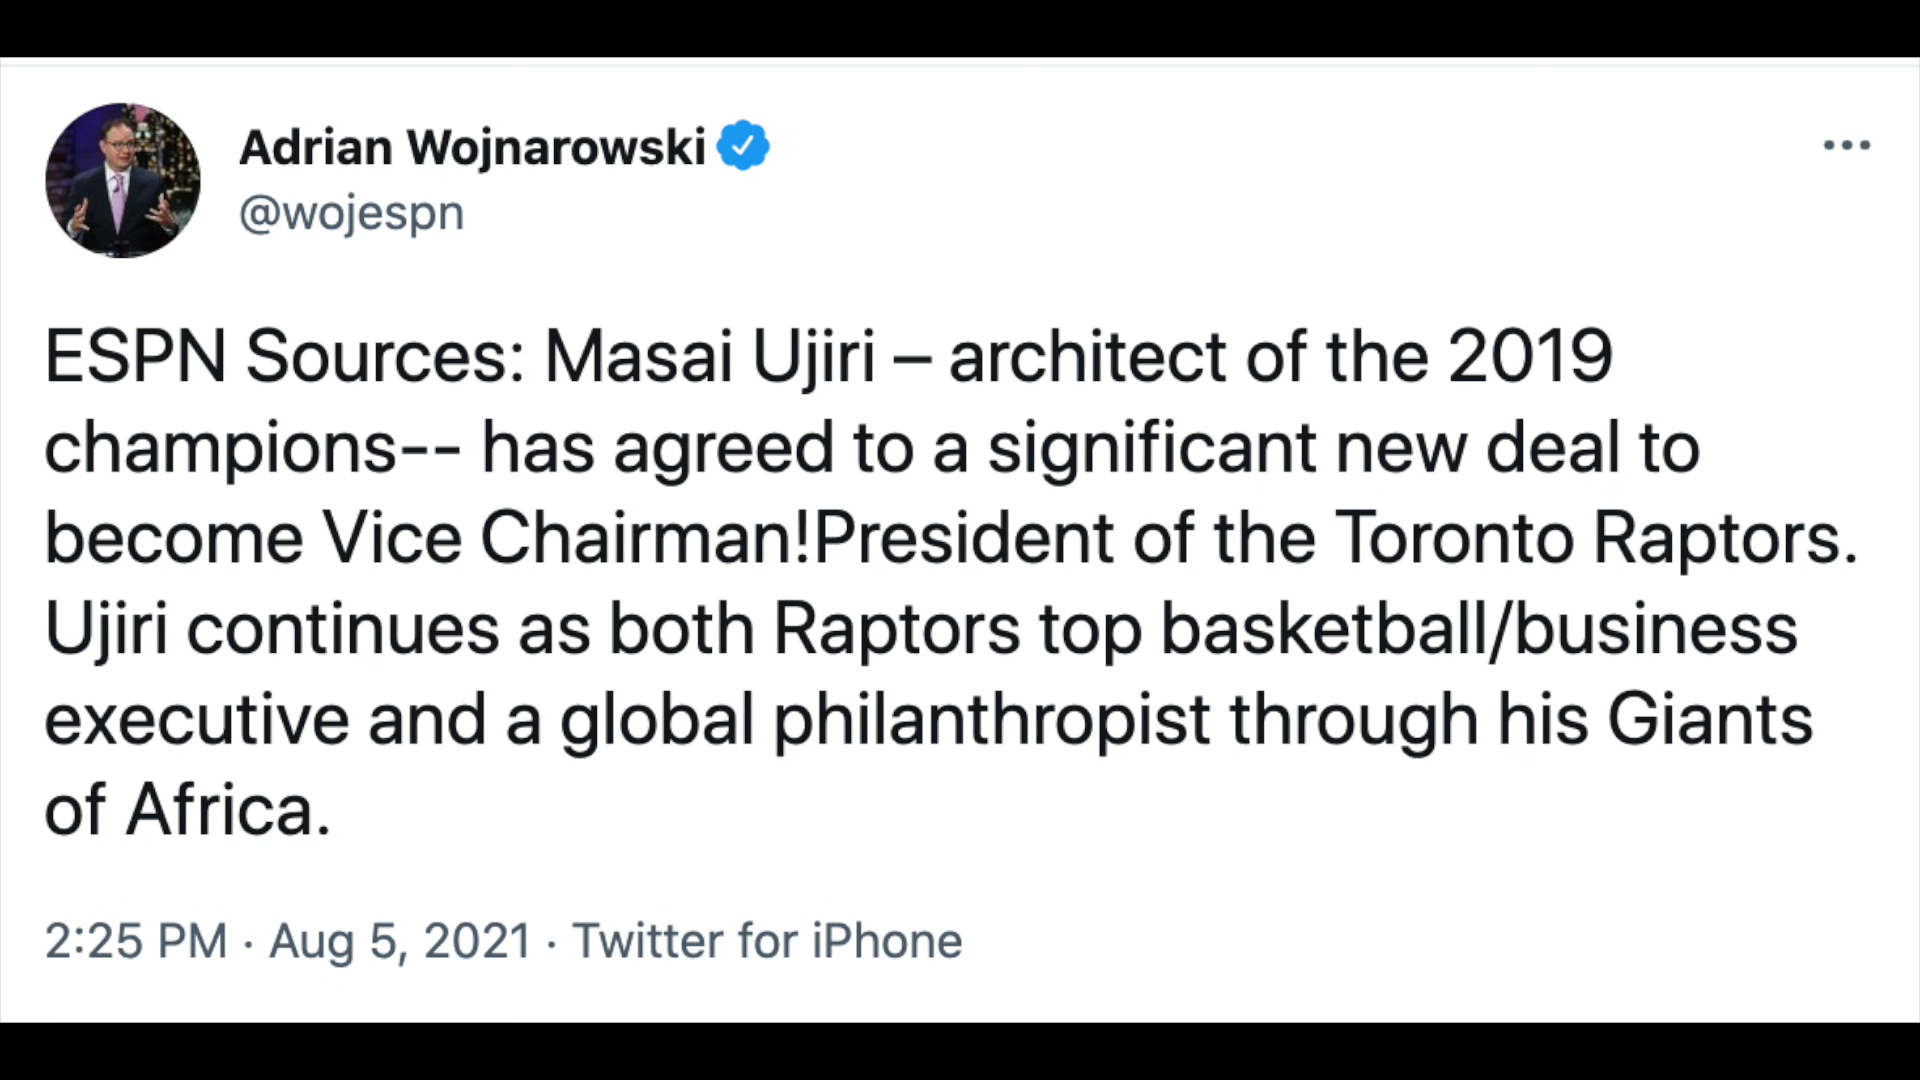 Adrian Wojnarowski
@wojespn
ESPN Sources: Masai Ujiri – architect of the 2019
champions-- has agreed to a significant new deal to
become Vice Chairman!President of the Toronto Raptors.
Ujiri continues as both Raptors top basketball/business
executive and a global philanthropist through his Giants
of Africa.
2:25 PM · Aug 5, 2021 · Twitter for iPhone